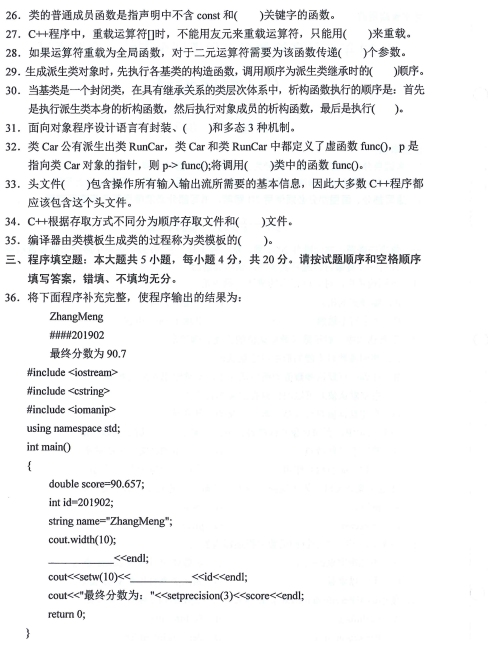 26．类的普通成员函数是指声明中不含 const 和(　　)关键字的函数。
27．C++程序中，重载运算符[]时，不能用友元来重载运算符，只能用(　　)来重载。
28．如果运算符重载为全局函数，对于二元运算符需要为该函数传递(　　)个参数。
29．生成派生类对象时，先执行各基类的构造函数，调用顺序为派生类继承时的(　　)顺序。
30．当基类是一个封闭类，在具有继承关系的类层次体系中，析构函数执行的顺序是：首先
是执行派生类本身的析构函数，然后执行对象成员的析构函数，最后是执行(　　)。
31．面向对象程序设计语言有封装、(　　)和多态 3 种机制。
32．类 Car 公有派生出类 RunCar，类 Car 和类 RunCar 中都定义了虚函数 func()，p 是
指向类 Car 对象的指针，则 p-> func();将调用(　　)类中的函数 func()。
33．头文件(　　)包含操作所有输入输出流所需要的基本信息，因此大多数 C++程序都
应该包含这个头文件。
34．C++根据存取方式不同分为顺序存取文件和(　　)文件。
35．编译器由类模板生成类的过程称为类模板的(　　)。
三、程序填空题：本大题共 5 小题，每小题 4 分，共 20 分。请按试题顺序和空格顺序
填写答案，错填、不填均无分。
36．将下面程序补充完整，使程序输出的结果为：
ZhangMeng
####201902
最终分数为 90.7
#include <iostream>
#include <cstring>
#include <iomanip>
using namespace std;
int main()
{
double score=90.657;
int id=201902;
string name="ZhangMeng";
cout.width(10);
____________<<endl;
cout<<setw(10)<<____________<<id<<endl;
cout<<"最终分数为："<<setprecision(3)<<score<<endl;
return 0;
}